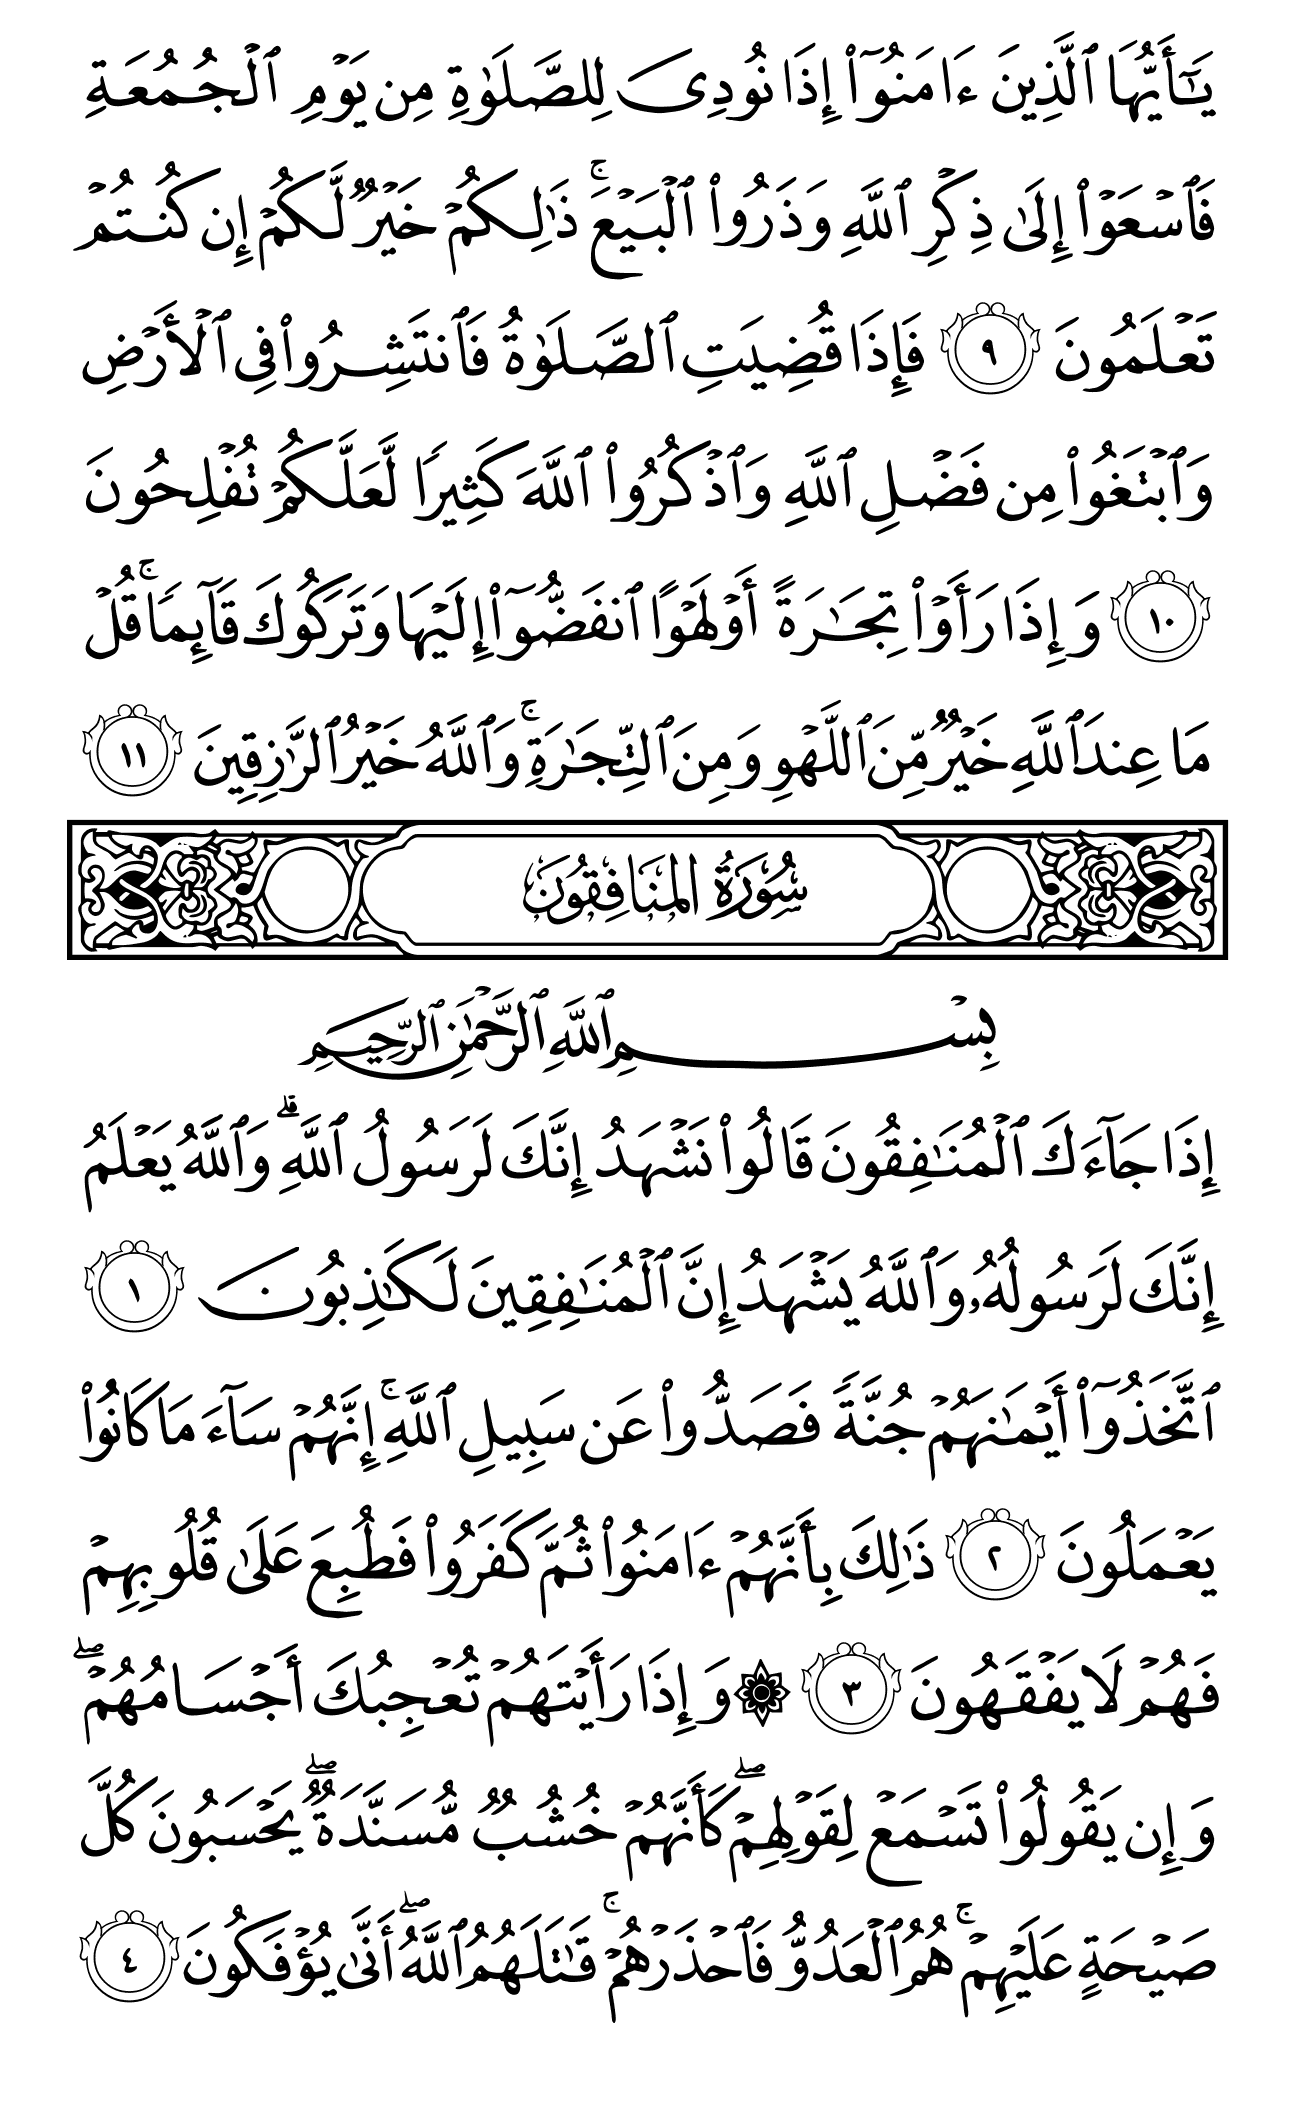 يَٰٓأَيُّهَا ٱلَّذِينَ ءَامَنُوٓا۟ إِذَا نُودِىَ لِلصَّلَوٰةِ مِن يَوْمِ ٱلْجُمُعَةِ
فَٱسْعَوْا۟ إِلَىٰ ذِكْرِ ٱللَّهِ وَذَرُوا۟ ٱلْبَيْعَ ۚ ذَٰلِكُمْ خَيْرٌ لَّكُمْ إِن كُنتُمْ
تَعْلَمُونَ ٩ فَإِذَا قُضِيَتِ ٱلصَّلَوٰةُ فَٱنتَشِرُوا۟ فِى ٱلْأَرْضِ
وَٱبْتَغُوا۟ مِن فَضْلِ ٱللَّهِ وَٱذْكُرُوا۟ ٱللَّهَ كَثِيرًا لَّعَلَّكُمْ تُفْلِحُونَ
١٠ وَإِذَا رَأَوْا۟ تِجَٰرَةً أَوْ لَهْوًا ٱنفَضُّوٓا۟ إِلَيْهَا وَتَرَكُوكَ قَآئِمًا ۚ قُلْ
مَا عِندَ ٱللَّهِ خَيْرٌ مِّنَ ٱللَّهْوِ وَمِنَ ٱلتِّجَٰرَةِ ۚ وَٱللَّهُ خَيْرُ ٱلرَّٰزِقِينَ ١١
سُورَةُ المُنَافِقُونَ
بِسْمِ ٱللَّهِ ٱلرَّحْمَٰنِ ٱلرَّحِيمِ
إِذَا جَآءَكَ ٱلْمُنَٰفِقُونَ قَالُوا۟ نَشْهَدُ إِنَّكَ لَرَسُولُ ٱللَّهِ ۗ وَٱللَّهُ يَعْلَمُ
إِنَّكَ لَرَسُولُهُۥ وَٱللَّهُ يَشْهَدُ إِنَّ ٱلْمُنَٰفِقِينَ لَكَٰذِبُونَ ١
ٱتَّخَذُوٓا۟ أَيْمَٰنَهُمْ جُنَّةً فَصَدُّوا۟ عَن سَبِيلِ ٱللَّهِ ۚ إِنَّهُمْ سَآءَ مَا كَانُوا۟
يَعْمَلُونَ ٢ ذَٰلِكَ بِأَنَّهُمْ ءَامَنُوا۟ ثُمَّ كَفَرُوا۟ فَطُبِعَ عَلَىٰ قُلُوبِهِمْ
فَهُمْ لَا يَفْقَهُونَ ٣ ۞ وَإِذَا رَأَيْتَهُمْ تُعْجِبُكَ أَجْسَامُهُمْ ۖ
وَإِن يَقُولُوا۟ تَسْمَعْ لِقَوْلِهِمْ ۖ كَأَنَّهُمْ خُشُبٌ مُّسَنَّدَةٌ ۖ يَحْسَبُونَ كُلَّ
صَيْحَةٍ عَلَيْهِمْ ۚ هُمُ ٱلْعَدُوُّ فَٱحْذَرْهُمْ ۚ قَٰتَلَهُمُ ٱللَّهُ ۖ أَنَّىٰ يُؤْفَكُونَ ٤